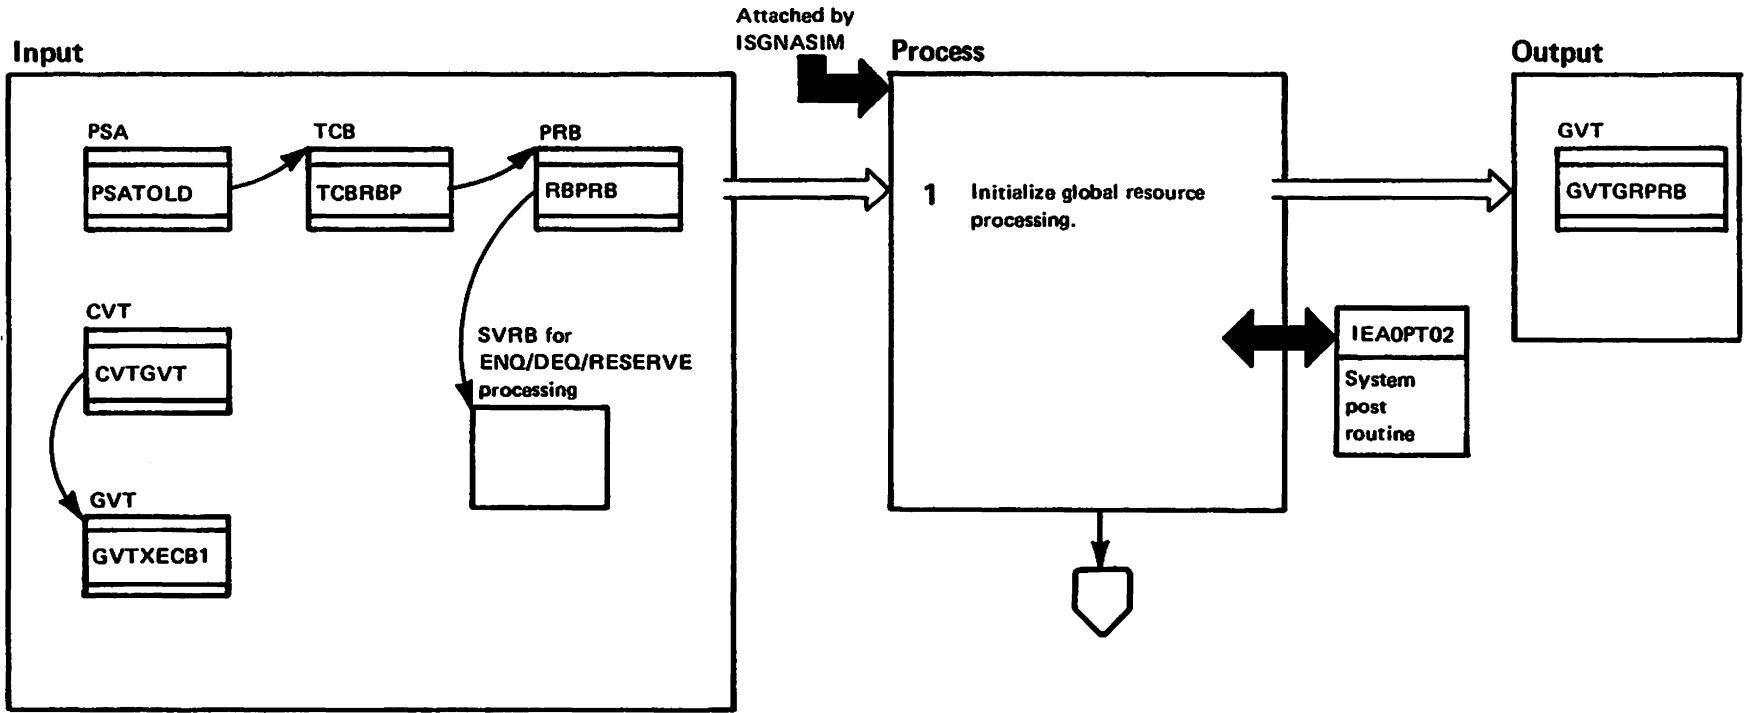 Attached by
ISGNASIM
Input
Process
Output
PSA
TCB
PRB
GVT
PSATOLD
TCBRBP
RBPRB
1 Initialize global resource
processing.
GVTGRPRB
CVT
CVTGVT
SVRB for
ENQ/DEQ/RESERVE
processing
IEA0PT02
System
post
routine
GVT
GVTXECB1